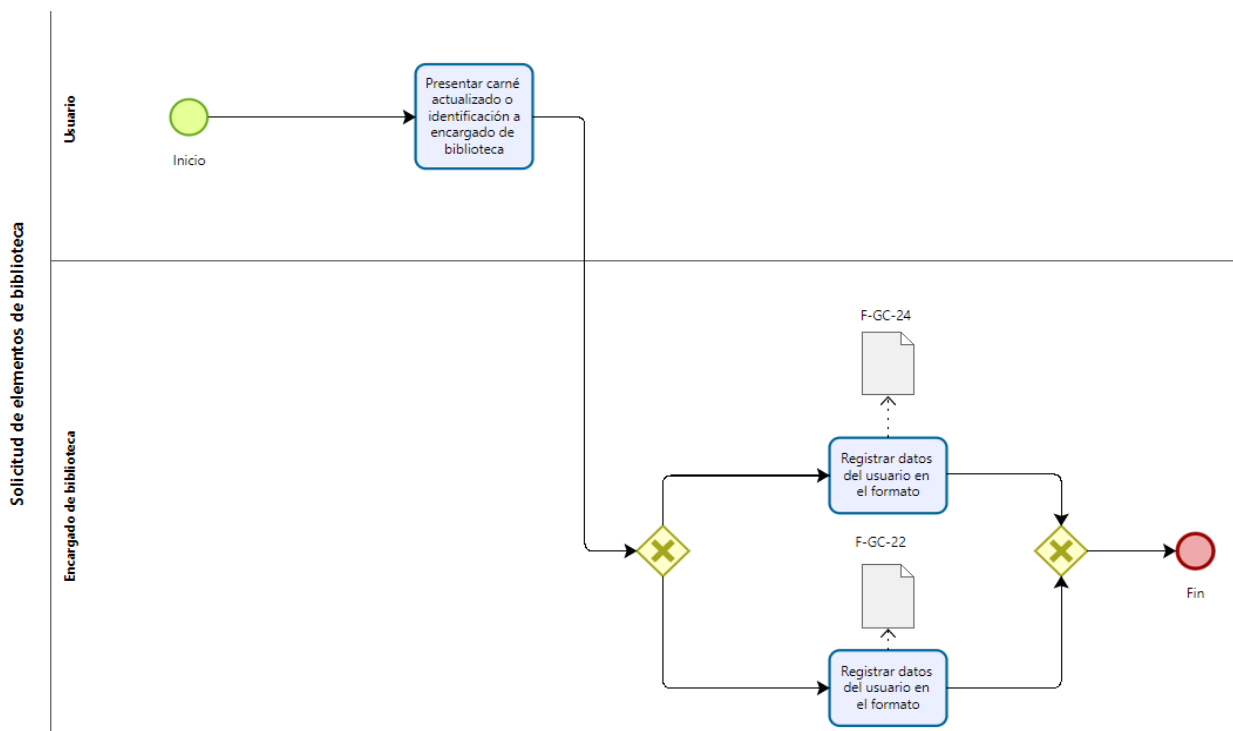 Solicitud de elementos de biblioteca
Usuario
Inicio
Presentar carné
actualizado o
identificación a
encargado de
biblioteca
Encargado de biblioteca
F-GC-24
Registrar datos
del usuario en
el formato
F-GC-22
Registrar datos
del usuario en
el formato
Fin